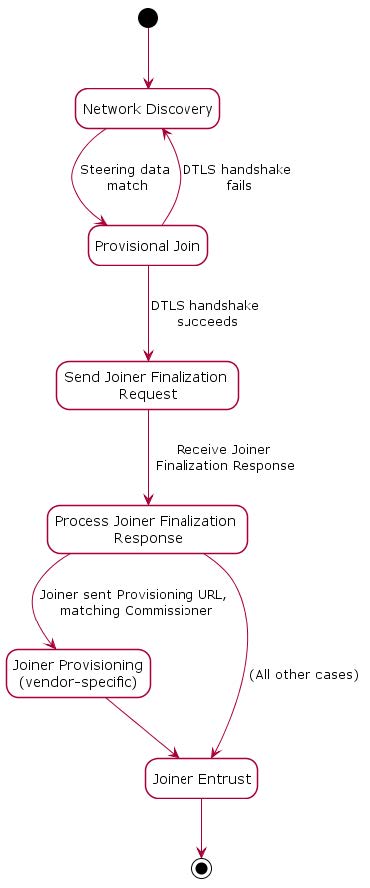 Network Discovery
Steering data
match
DTLS handshake
fails
Provisional Join
DTLS handshake
succeeds
Send Joiner Finalization
Request
Receive Joiner
Finalization Response
Process Joiner Finalization
Response
Joiner sent Provisioning URL,
matching Commissioner
Joiner Provisioning
(vendor-specific)
(All other cases)
Joiner Entrust